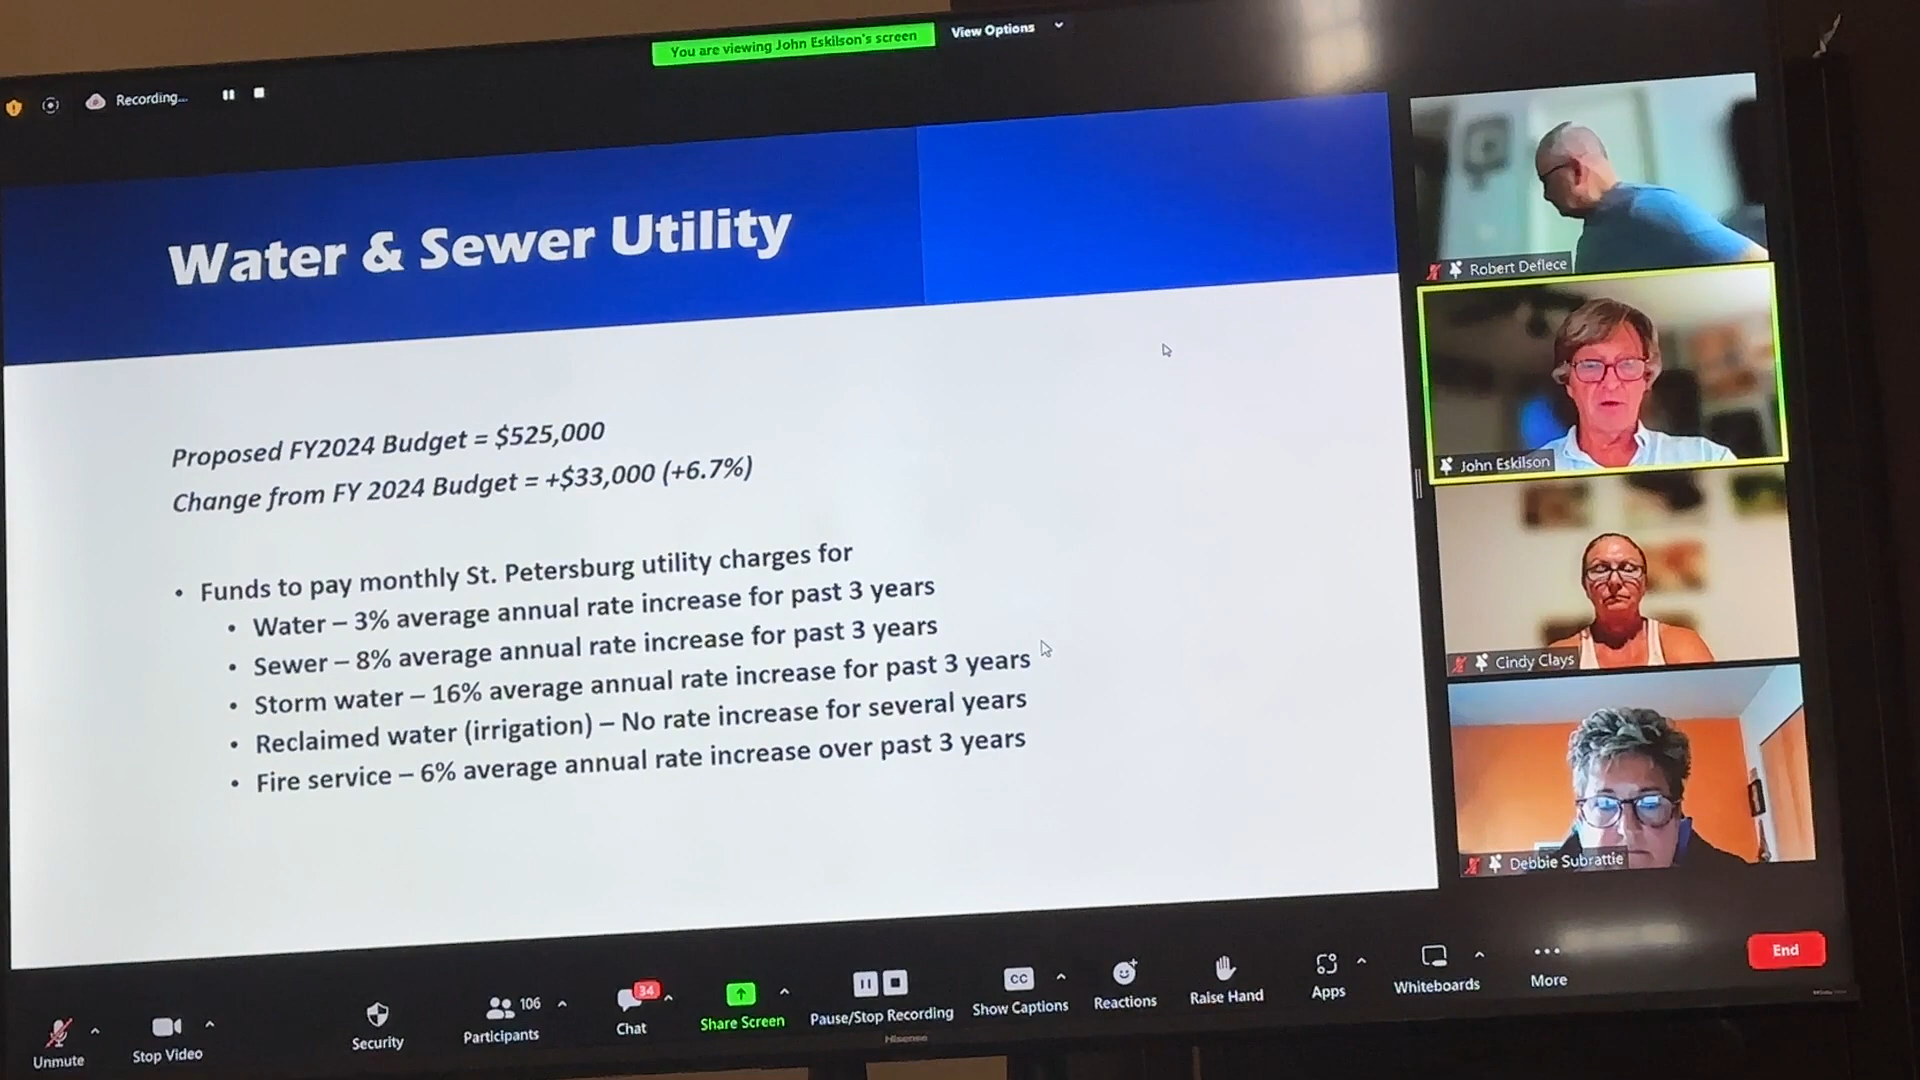 You are viewing John Eskilson's screen
View Options
Recording...
Water & Sewer Utility
Proposed FY2024 Budget = $525,000
Change from FY 2024 Budget = +$33,000 (+6.7%)
• Funds to pay monthly St. Petersburg utility charges for
• Water – 3% average annual rate increase for past 3 years
• Sewer – 8% average annual rate increase for past 3 years
• Storm water – 16% average annual rate increase for past 3 years
• Reclaimed water (irrigation) – No rate increase for several years
• Fire service – 6% average annual rate increase over past 3 years
Robert Deflece
John Eskilson
Cindy Clays
Debbie Subrattie
Unmute
Stop Video
Security
Participants
106
Chat
34
Share Screen
Pause/Stop Recording
CC
Show Captions
Reactions
Raise Hand
Apps
Whiteboards
More
End
Hisense